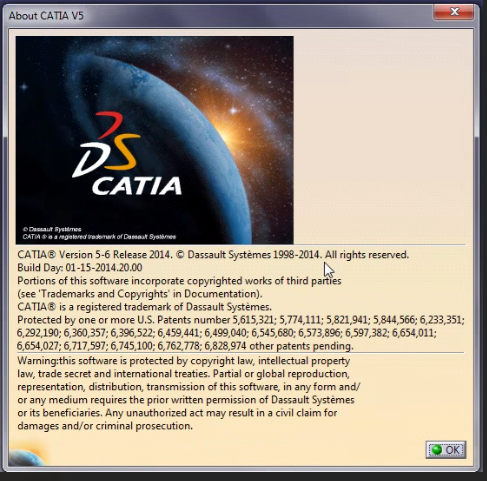 About CATIA V5
DS
CATIA
© Dassault Systèmes
CATIA ® is a registered trademark of Dassault Systèmes
CATIA® Version 5-6 Release 2014. © Dassault Systèmes 1998-2014. All rights reserved.
Build Day: 01-15-2014.20.00
Portions of this software incorporate copyrighted works of third parties
(see 'Trademarks and Copyrights' in Documentation).
CATIA® is a registered trademark of Dassault Systèmes.
Protected by one or more U.S. Patents number 5,615,321; 5,774,111; 5,821,941; 5,844,566; 6,233,351;
6,292,190; 6,360,357; 6,396,522; 6,459,441; 6,499,040; 6,545,680; 6,573,896; 6,597,382; 6,654,011;
6,654,027; 6,717,597; 6,745,100; 6,762,778; 6,828,974 other patents pending.
Warning:this software is protected by copyright law, intellectual property
law, trade secret and international treaties. Partial or global reproduction,
representation, distribution, transmission of this software, in any form and/
or any medium requires the prior written permission of Dassault Systèmes
or its beneficiaries. Any unauthorized act may result in a civil claim for
damages and/or criminal prosecution.
OK